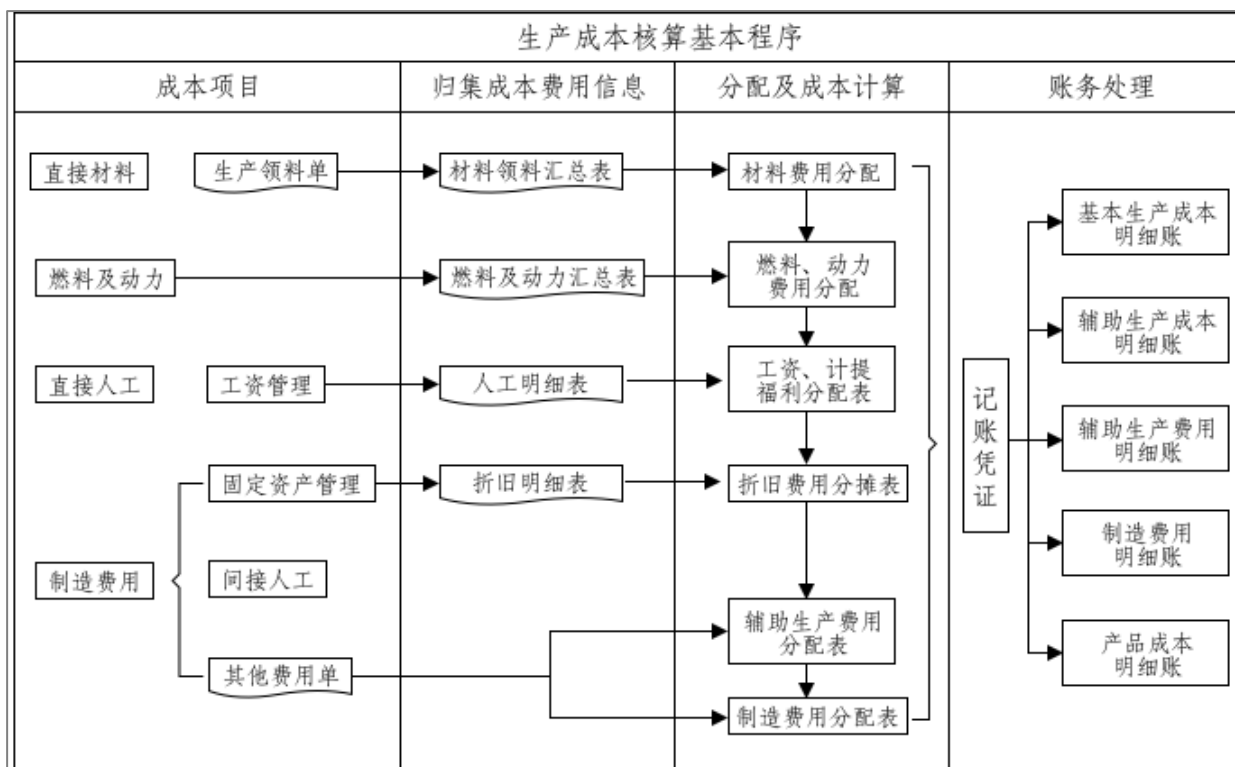 生产成本核算基本程序
成本项目
归集成本费用信息
分配及成本计算
账务处理
直接材料
生产领料单
材料领料汇总表
材料费用分配
燃料及动力
燃料及动力汇总表
燃料、动力
费用分配
直接人工
工资管理
人工明细表
工资、计提
福利分配表
制造费用
固定资产管理
折旧明细表
折旧费用分摊表
间接人工
其他费用单
辅助生产费用
分配表
制造费用分配表
记账凭证
基本生产成本
明细账
辅助生产成本
明细账
辅助生产费用
明细账
制造费用
明细账
产品成本
明细账